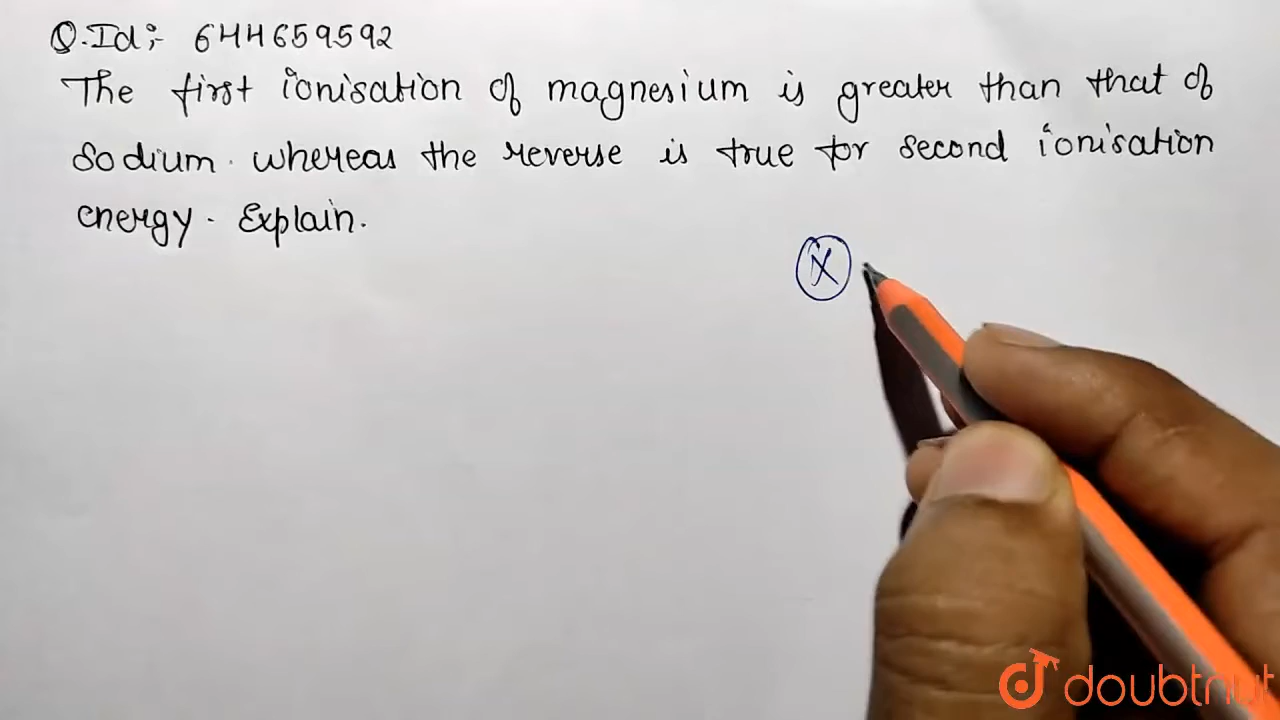 Q.Id:- 644659592
The first ionisation of magnesium is greater than that of
Sodium. whereas the reverse is true for second ionisation
energy. Explain.
X
doubtnut